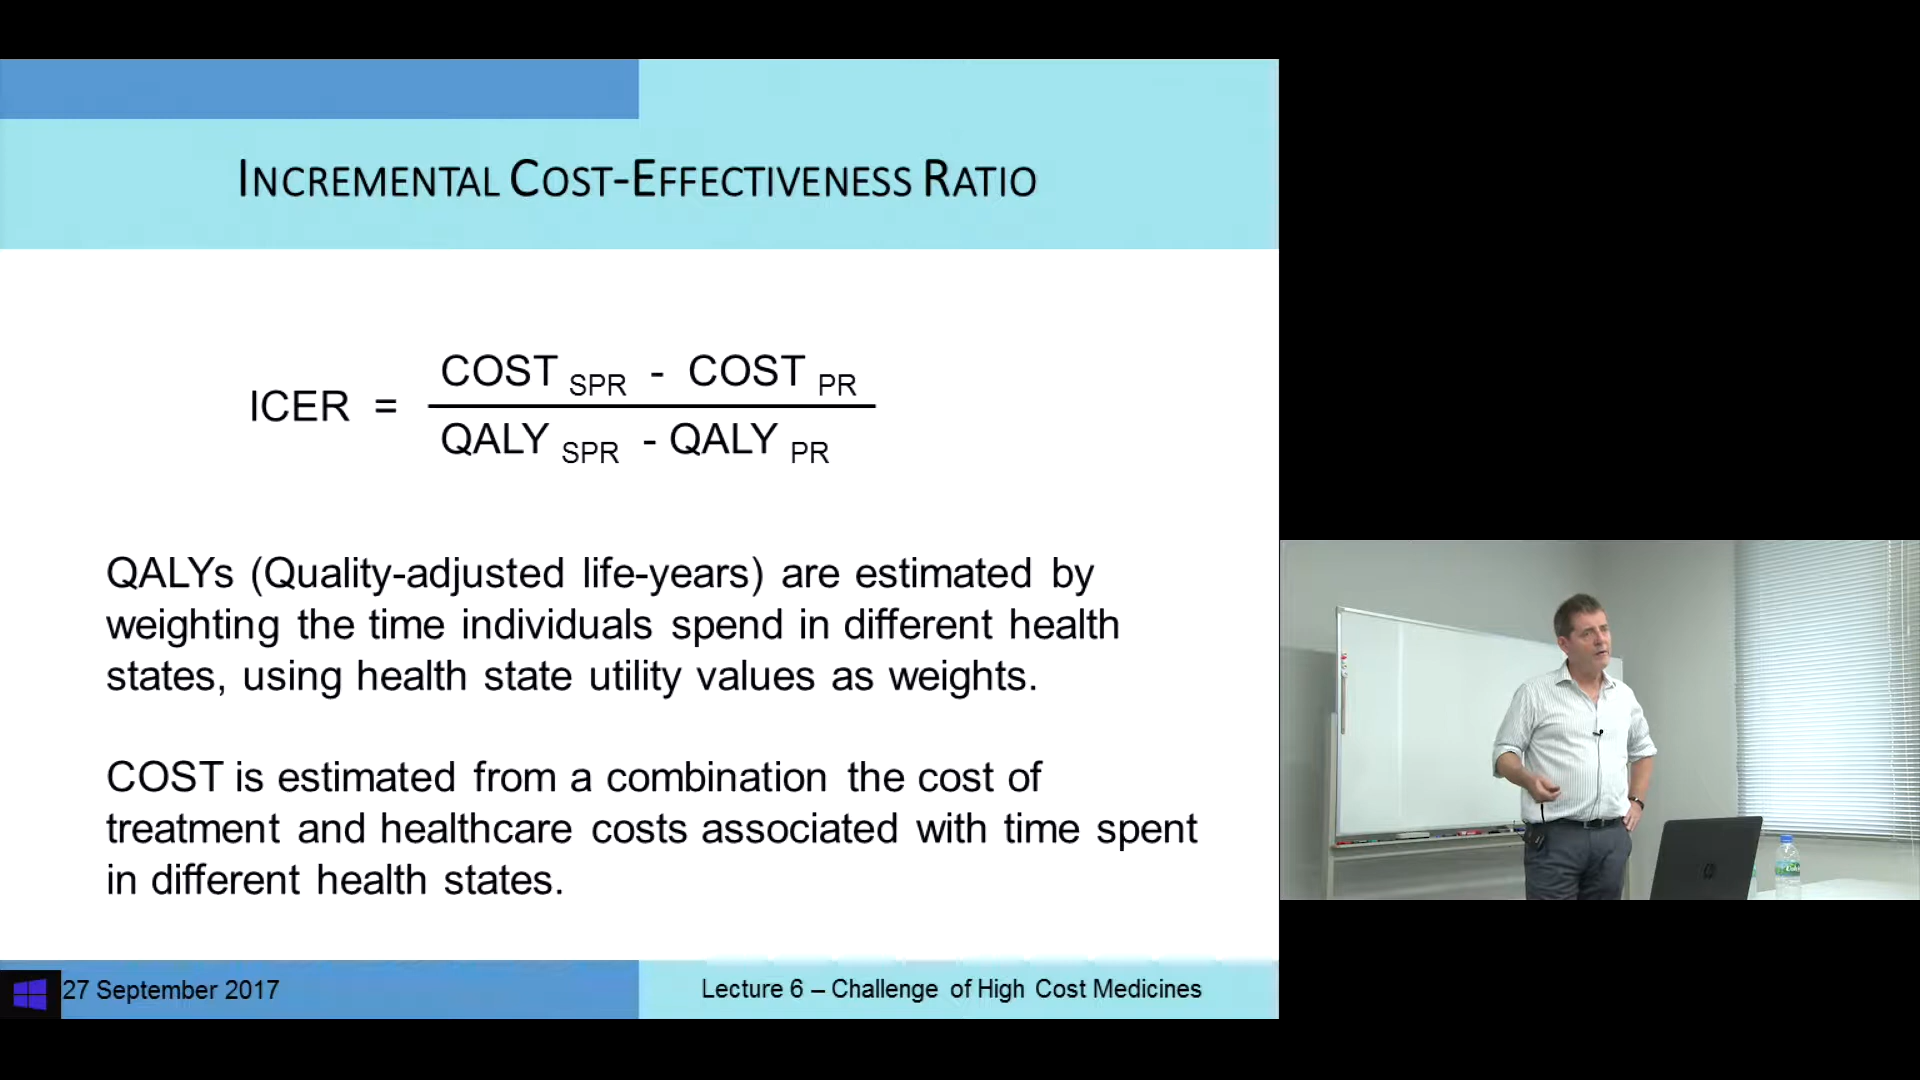 INCREMENTAL COST-EFFECTIVENESS RATIO
ICER = COST SPR - COST PR
QALY SPR - QALY PR
QALYs (Quality-adjusted life-years) are estimated by
weighting the time individuals spend in different health
states, using health state utility values as weights.
COST is estimated from a combination the cost of
treatment and healthcare costs associated with time spent
in different health states.
27 September 2017
Lecture 6 – Challenge of High Cost Medicines